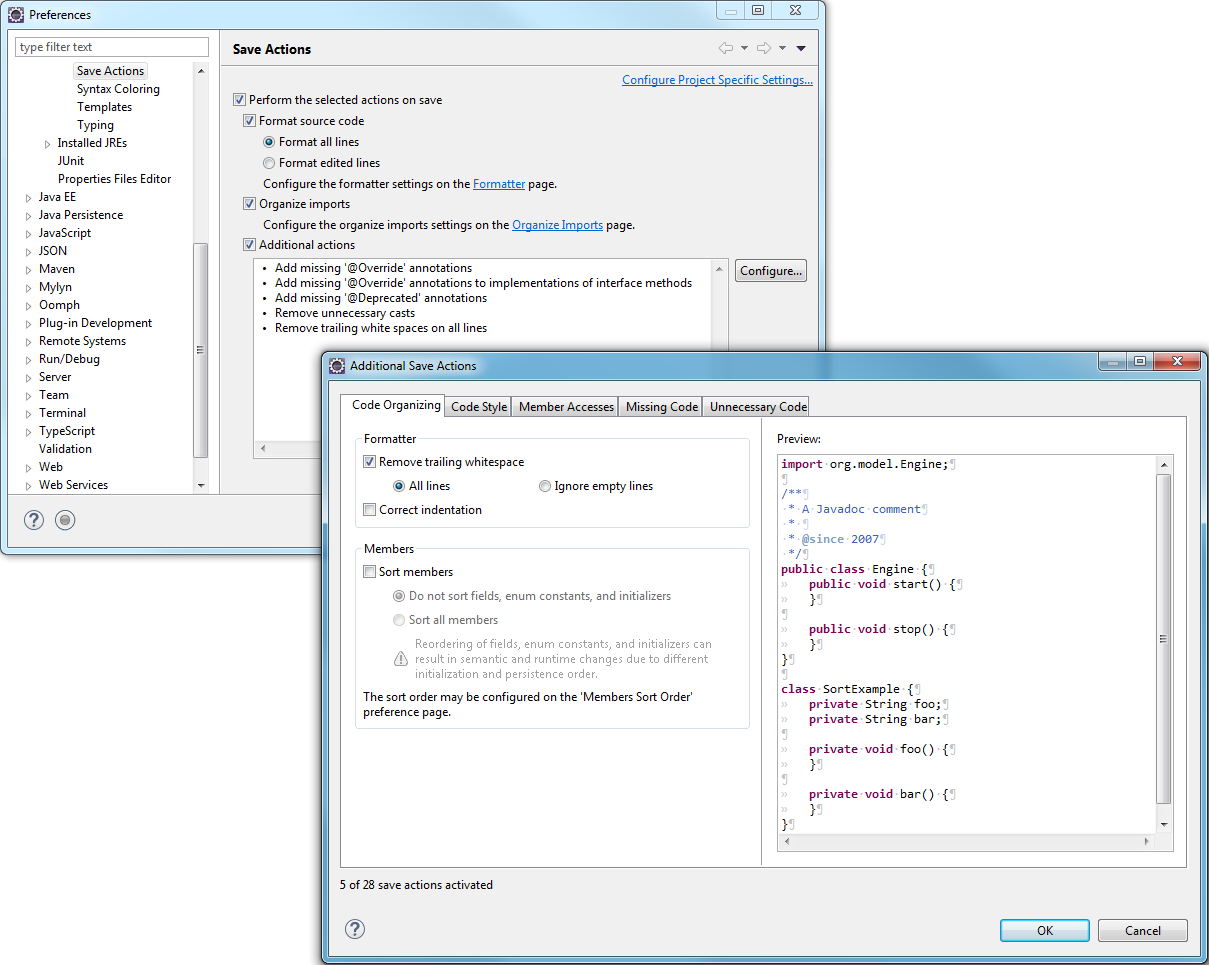 Preferences
type filter text
Save Actions
Syntax Coloring
Templates
Typing
Installed JREs
JUnit
Properties Files Editor
Java EE
Java Persistence
JavaScript
JSON
Maven
Mylyn
Oomph
Plug-in Development
Remote Systems
Run/Debug
Server
Team
Terminal
TypeScript
Validation
Web
Web Services
Save Actions
Configure Project Specific Settings...
Perform the selected actions on save
Format source code
Format all lines
Format edited lines
Configure the formatter settings on the Formatter page.
Organize imports
Configure the organize imports settings on the Organize Imports page.
Additional actions
• Add missing '@Override' annotations
• Add missing '@Override' annotations to implementations of interface methods
• Add missing '@Deprecated' annotations
• Remove unnecessary casts
• Remove trailing white spaces on all lines
Configure...
Additional Save Actions
Code Organizing Code Style Member Accesses Missing Code Unnecessary Code
Formatter
Remove trailing whitespace
All lines Ignore empty lines
Correct indentation
Members
Sort members
Do not sort fields, enum constants, and initializers
Sort all members
Reordering of fields, enum constants, and initializers can
result in semantic and runtime changes due to different
initialization and persistence order.
The sort order may be configured on the 'Members Sort Order'
preference page.
Preview:
import·org.model.Engine;¶
¶
/**¶
·*·A·Javadoc·comment¶
·*·¶
·*·@since·2007¶
·*/¶
public·class·Engine·{¶
»   public·void·start()·{¶
»   }¶
¶
»   public·void·stop()·{¶
»   }¶
}¶
¶
class·SortExample·{¶
»   private·String·foo;¶
»   private·String·bar;¶
¶
»   private·void·foo()·{¶
»   }¶
¶
»   private·void·bar()·{¶
»   }¶
}¶
5 of 28 save actions activated
OK Cancel